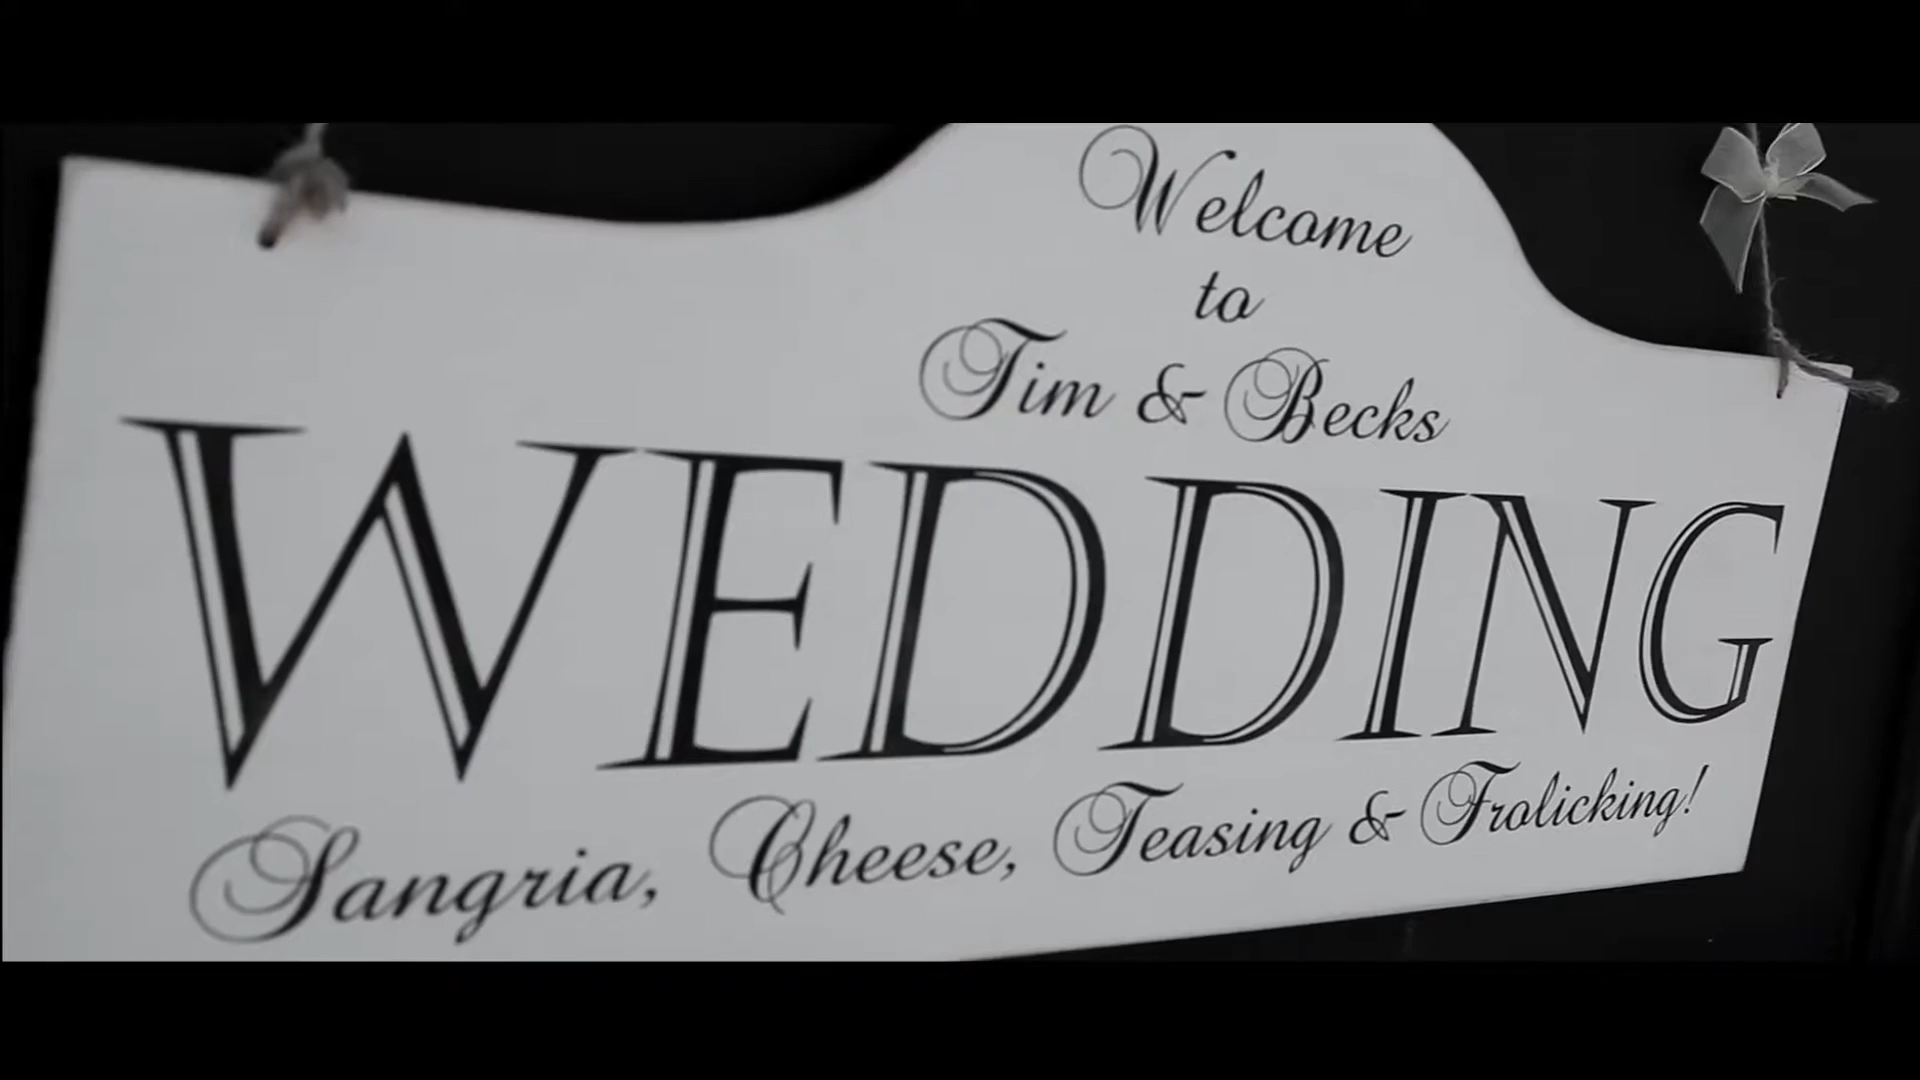 Welcome
to
Tim & Becks
WEDDING
Sangria, Cheese, Teasing & Frolicking!